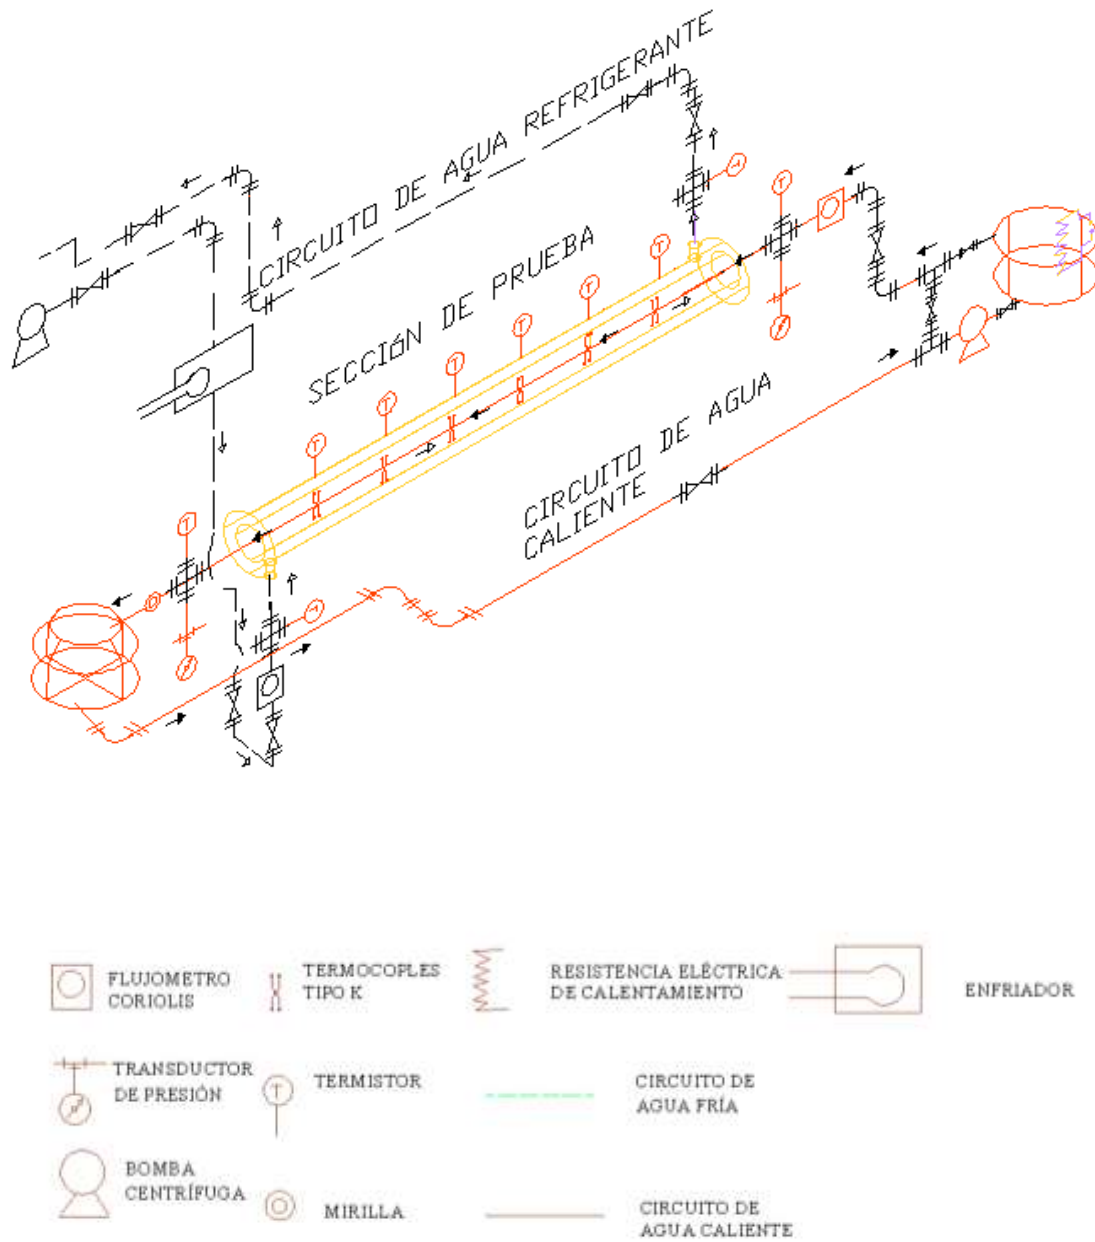 CIRCUITO DE AGUA REFRIGERANTE
SECCIÓN DE PRUEBA
CIRCUITO DE AGUA
CALIENTE
T
T
T
T
T
T
T
T
T
T
T
FLUJOMETRO
CORIOLIS
TERMOCOPLES
TIPO K
RESISTENCIA ELÉCTRICA
DE CALENTAMIENTO
ENFRIADOR
TRANSDUCTOR
DE PRESIÓN
T
TERMISTOR
CIRCUITO DE
AGUA FRÍA
BOMBA
CENTRÍFUGA
MIRILLA
CIRCUITO DE
AGUA CALIENTE